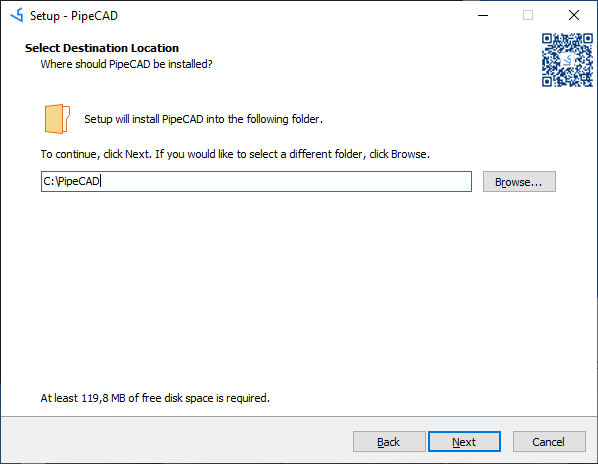 Setup - PipeCAD
Select Destination Location
Where should PipeCAD be installed?
Setup will install PipeCAD into the following folder.
To continue, click Next. If you would like to select a different folder, click Browse.
C:\PipeCAD
Browse...
At least 119,8 MB of free disk space is required.
Back
Next
Cancel